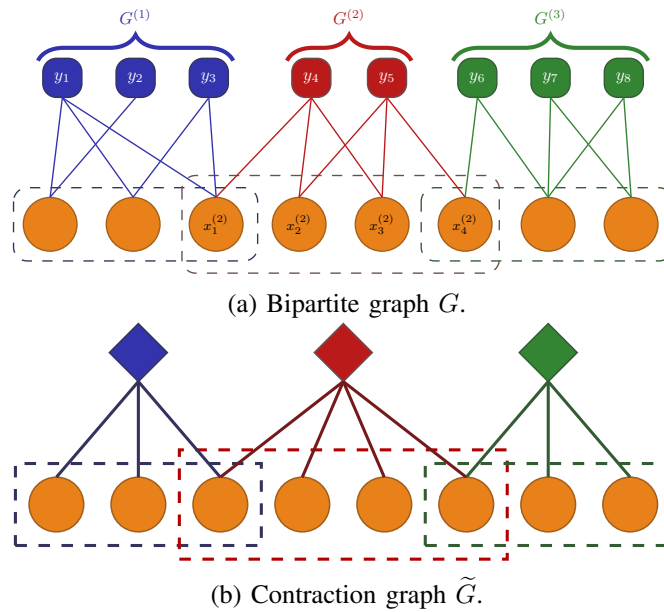 G^{(1)} G^{(2)} G^{(3)}
y_1 y_2 y_3 y_4 y_5 y_6 y_7 y_8
x_1^{(2)} x_2^{(2)} x_3^{(2)} x_4^{(2)}
(a) Bipartite graph G.
(b) Contraction graph G̃.